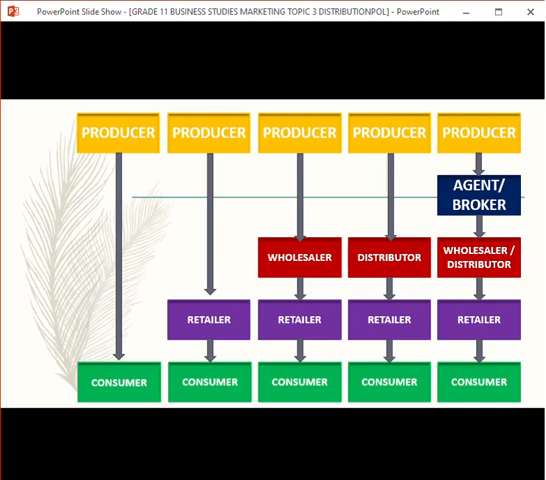 PowerPoint Slide Show - [GRADE 11 BUSINESS STUDIES MARKETING TOPIC 3 DISTRIBUTIONPOL] - PowerPoint
PRODUCER PRODUCER PRODUCER PRODUCER PRODUCER
AGENT/
BROKER
WHOLESALER DISTRIBUTOR WHOLESALER /
DISTRIBUTOR
RETAILER RETAILER RETAILER RETAILER
CONSUMER CONSUMER CONSUMER CONSUMER CONSUMER